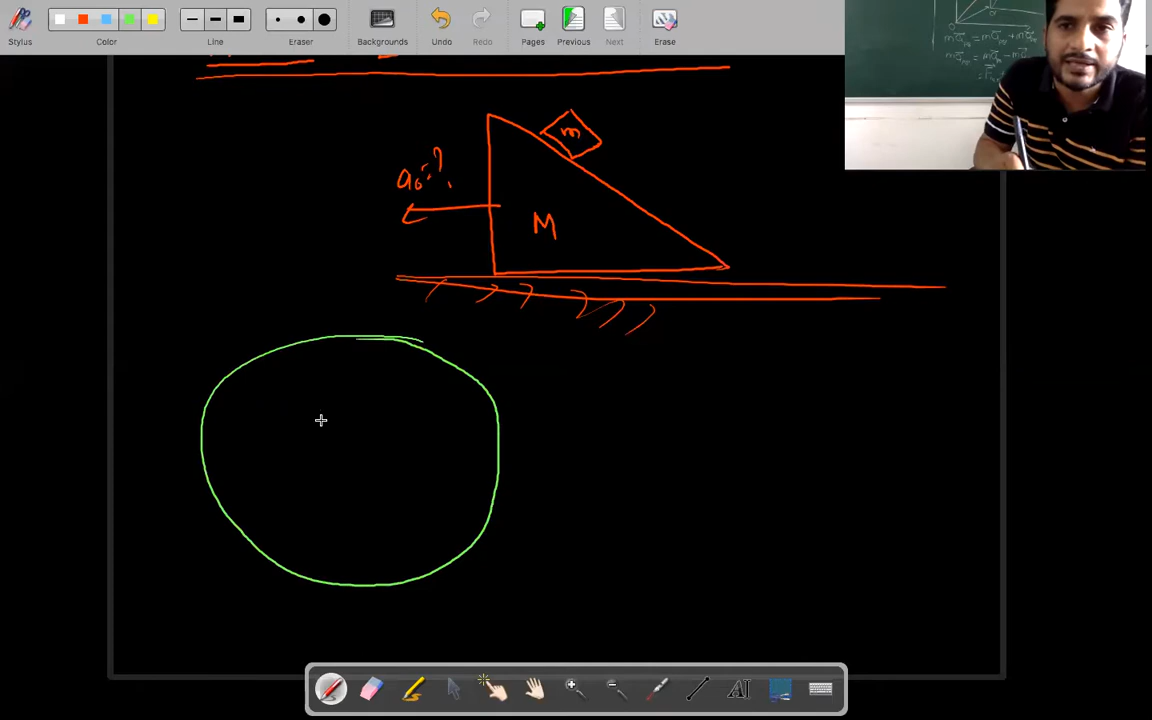 Stylus
Color
Line
Eraser
Backgrounds
Undo
Redo
Pages
Previous
Next
Erase
m
a₀=?
M